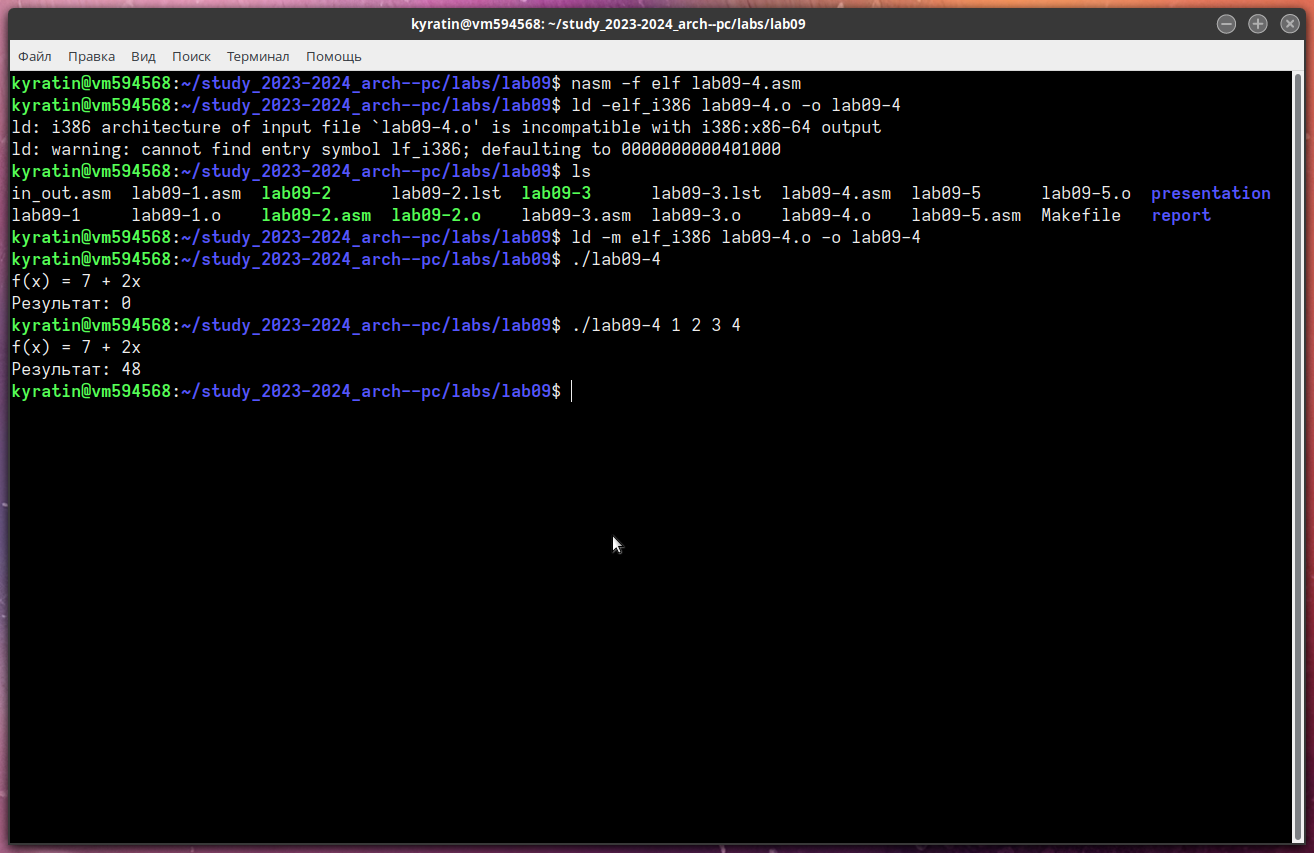 kyratin@vm594568: ~/study_2023-2024_arch--pc/labs/lab09
Файл Правка Вид Поиск Терминал Помощь
kyratin@vm594568:~/study_2023-2024_arch--pc/labs/lab09$ nasm -f elf lab09-4.asm
kyratin@vm594568:~/study_2023-2024_arch--pc/labs/lab09$ ld -elf_i386 lab09-4.o -o lab09-4
ld: i386 architecture of input file `lab09-4.o' is incompatible with i386:x86-64 output
ld: warning: cannot find entry symbol lf_i386; defaulting to 0000000000401000
kyratin@vm594568:~/study_2023-2024_arch--pc/labs/lab09$ ls
in_out.asm  lab09-1.asm  lab09-2      lab09-2.lst  lab09-3      lab09-3.lst  lab09-4.asm  lab09-5      lab09-5.o  presentation
lab09-1     lab09-1.o    lab09-2.asm  lab09-2.o    lab09-3.asm  lab09-3.o    lab09-4.o    lab09-5.asm  Makefile   report
kyratin@vm594568:~/study_2023-2024_arch--pc/labs/lab09$ ld -m elf_i386 lab09-4.o -o lab09-4
kyratin@vm594568:~/study_2023-2024_arch--pc/labs/lab09$ ./lab09-4
f(x) = 7 + 2x
Результат: 0
kyratin@vm594568:~/study_2023-2024_arch--pc/labs/lab09$ ./lab09-4 1 2 3 4
f(x) = 7 + 2x
Результат: 48
kyratin@vm594568:~/study_2023-2024_arch--pc/labs/lab09$